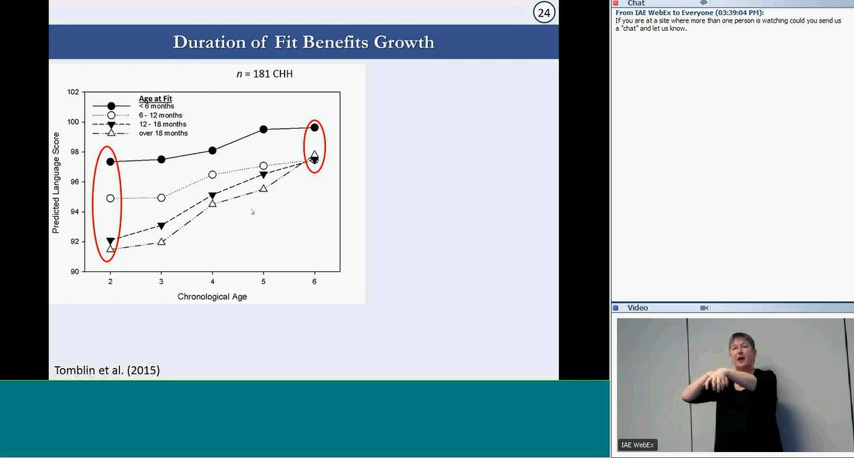 24
Duration of Fit Benefits Growth
n = 181 CHH
Age at Fit
< 6 months
6 - 12 months
12 - 18 months
over 18 months
102
100
98
96
94
92
90
Predicted Language Score
2 3 4 5 6
Chronological Age
Tomblin et al. (2015)
Chat
From IAE WebEx to Everyone (03:39:04 PM):
If you are at a site where more than one person is watching could you send us
a "chat" and let us know.
Video
IAE WebEx